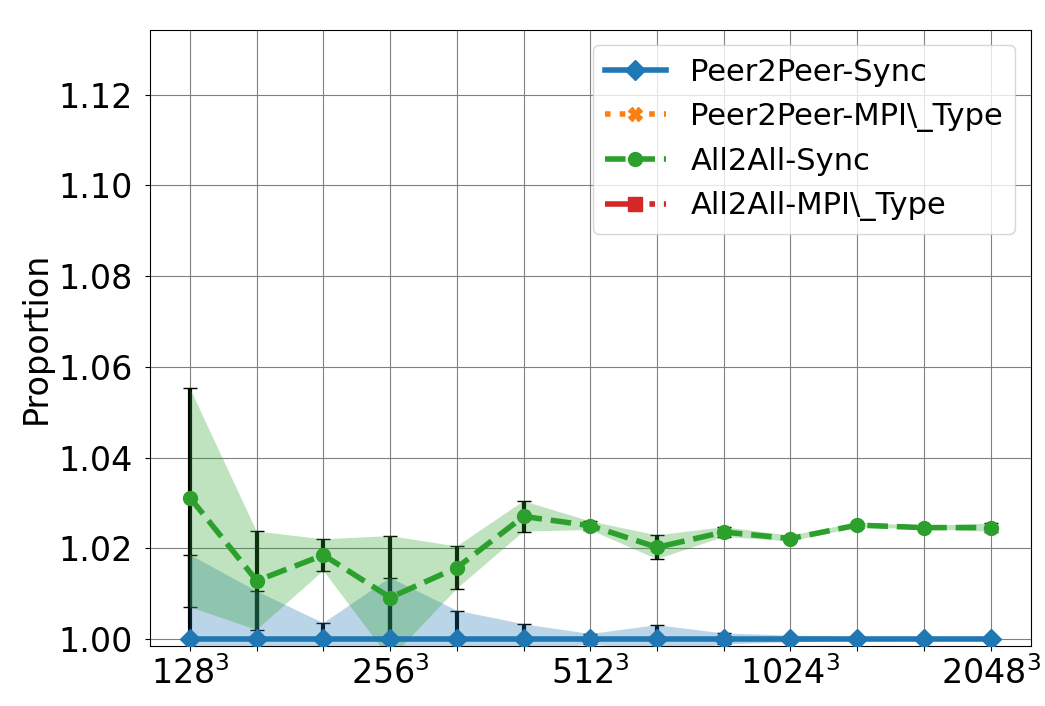 Peer2Peer-Sync
Peer2Peer-MPI\_Type
All2All-Sync
All2All-MPI\_Type
Proportion
1.12
1.10
1.08
1.06
1.04
1.02
1.00
128³ 256³ 512³ 1024³ 2048³